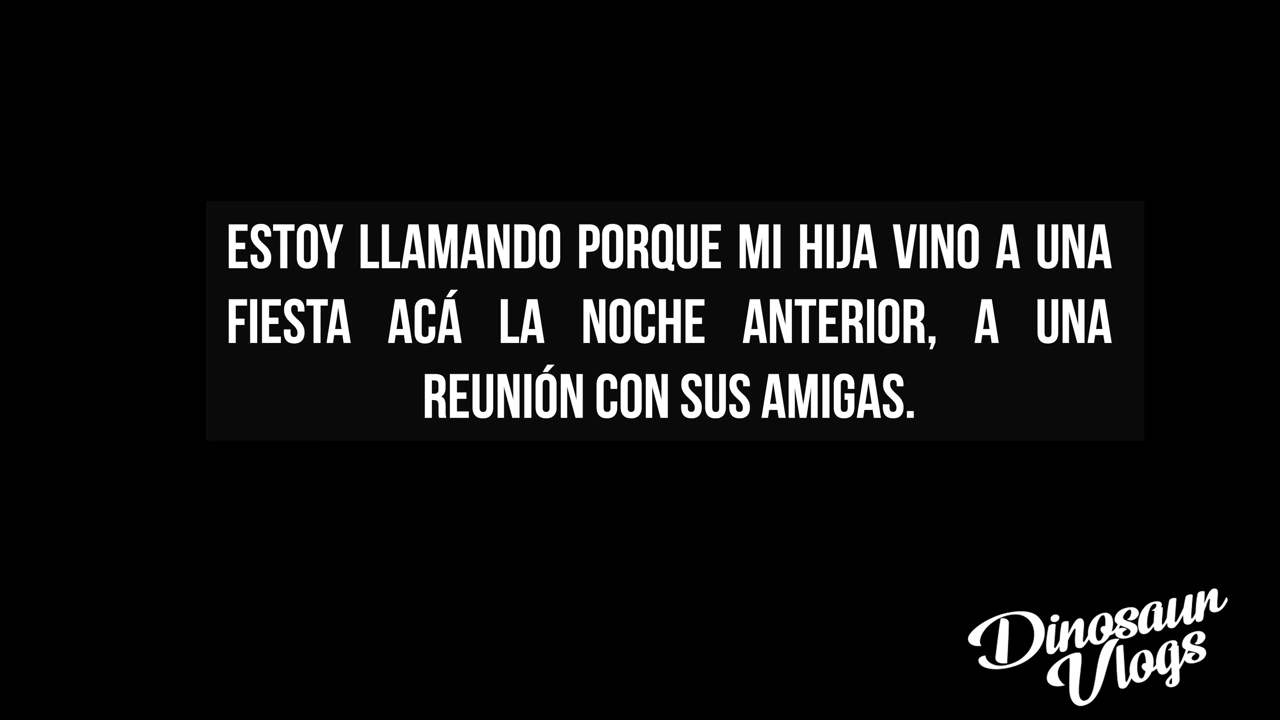 ESTOY LLAMANDO PORQUE MI HIJA VINO A UNA
FIESTA ACÁ LA NOCHE ANTERIOR, A UNA
REUNIÓN CON SUS AMIGAS.
Dinosaur
Vlogs